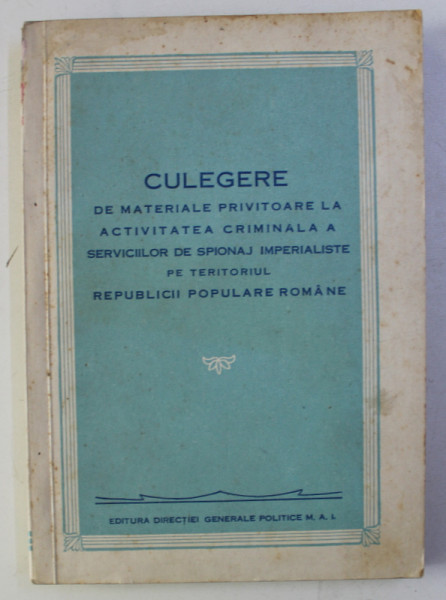 CULEGERE
DE MATERIALE PRIVITOARE LA
ACTIVITATEA CRIMINALA A
SERVICIILOR DE SPIONAJ IMPERIALISTE
PE TERITORIUL
REPUBLICII POPULARE ROMÂNE
EDITURA DIRECȚIEI GENERALE POLITICE M. A. I.